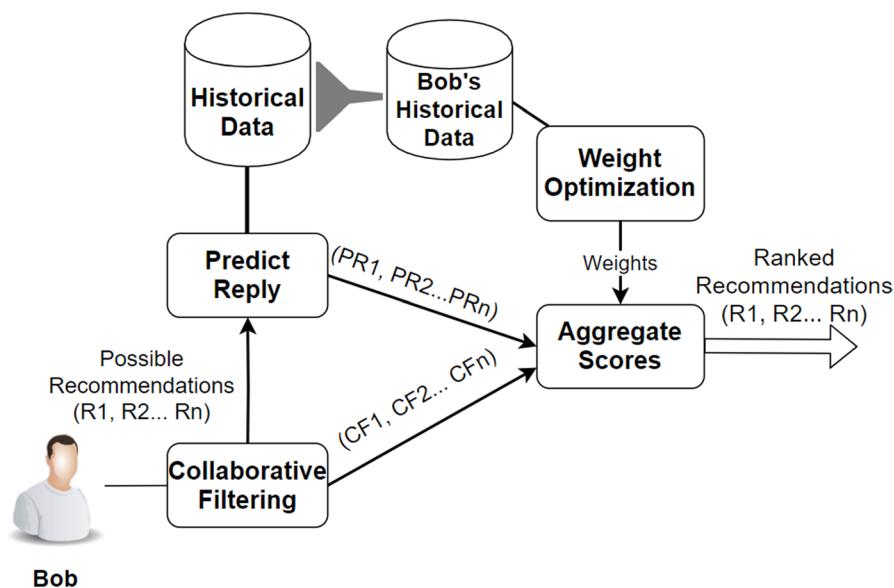 Historical
Data
Bob's
Historical
Data
Weight
Optimization
Predict
Reply
(PR1, PR2...PRn)
Weights
Ranked
Recommendations
(R1, R2... Rn)
Aggregate
Scores
Possible
Recommendations
(R1, R2... Rn)
(CF1, CF2... CFn)
Collaborative
Filtering
Bob